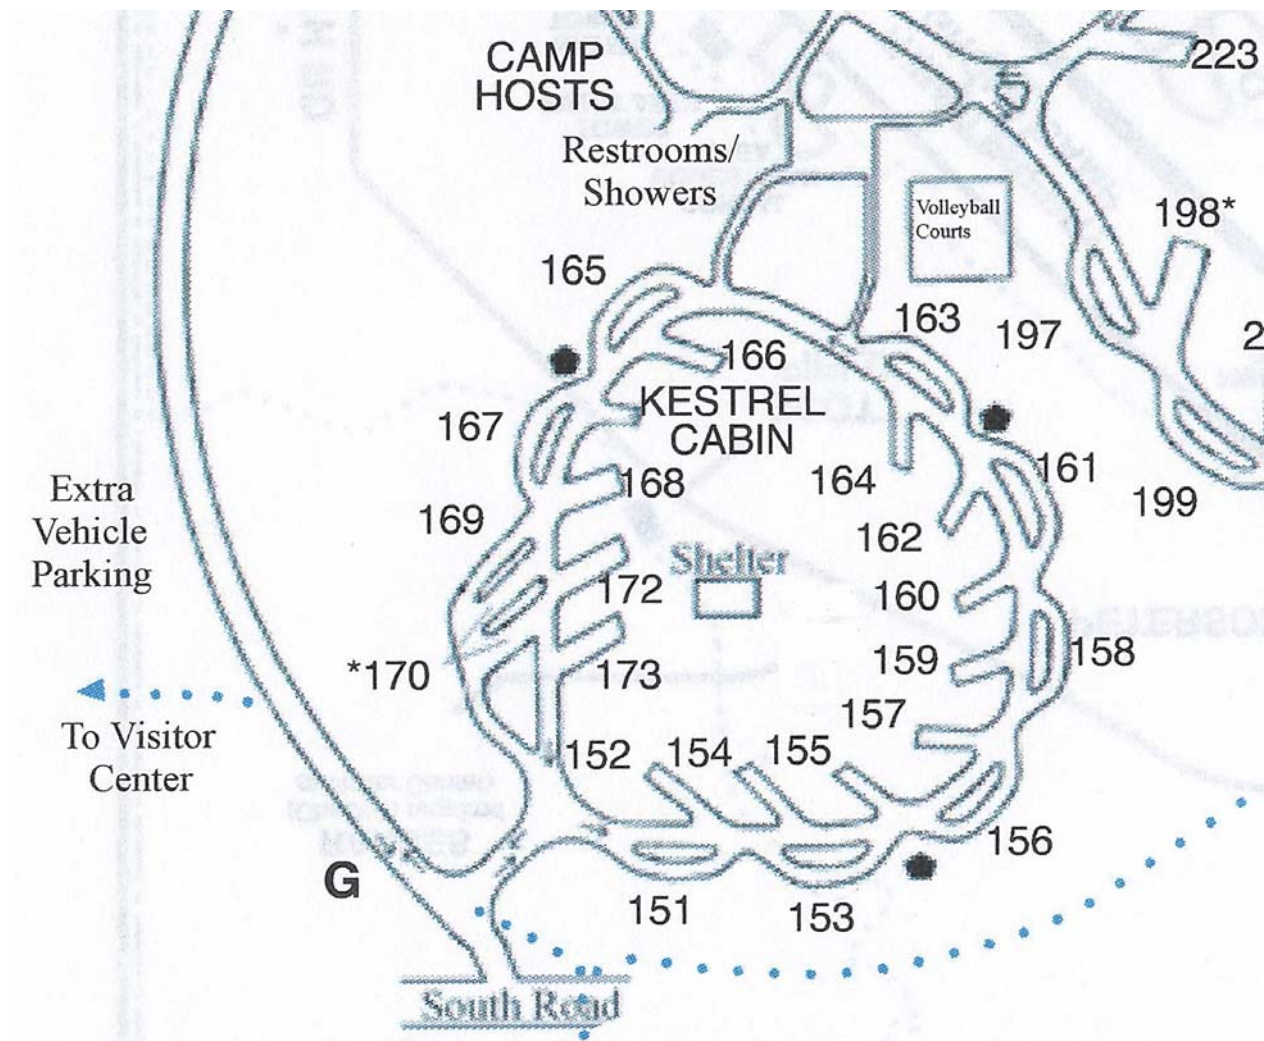 CAMP
HOSTS
223
Restrooms/
Showers
Volleyball
Courts
198*
165
163
197
166
KESTREL
CABIN
167
164
161
168
199
Extra
Vehicle
Parking
169
162
Shelter
172
160
158
*170
173
159
157
To Visitor
Center
152
154
155
156
G
151
153
South Road